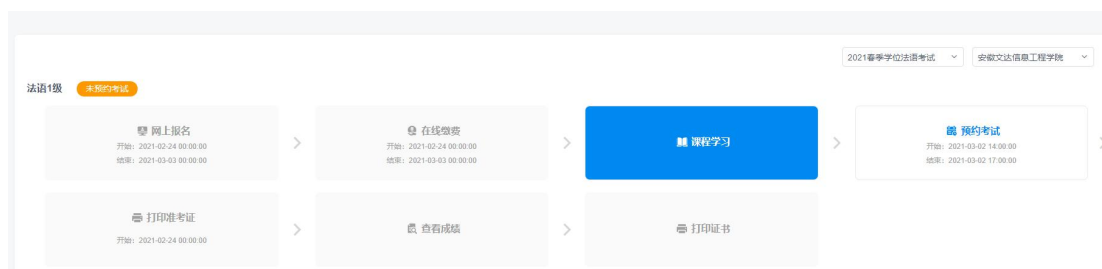 2021春季学位法语考试
安徽文达信息工程学院
法语1级
未预约考试
网上报名
开始: 2021-02-24 00:00:00
结束: 2021-03-03 00:00:00
在线缴费
开始: 2021-02-24 00:00:00
结束: 2021-03-03 00:00:00
课程学习
预约考试
开始: 2021-03-02 14:00:00
结束: 2021-03-02 17:00:00
打印准考证
开始: 2021-02-24 00:00:00
查看成绩
打印证书